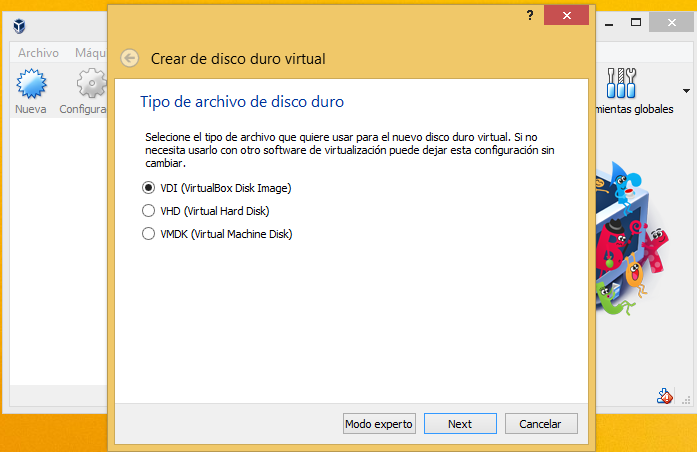 ?
Crear de disco duro virtual
Archivo
Nueva
Tipo de archivo de disco duro
Selecione el tipo de archivo que quiere usar para el nuevo disco duro virtual. Si no
necesita usarlo con otro software de virtualización puede dejar esta configuración sin
cambiar.
VDI (VirtualBox Disk Image)
VHD (Virtual Hard Disk)
VMDK (Virtual Machine Disk)
Modo experto
Next
Cancelar
globales